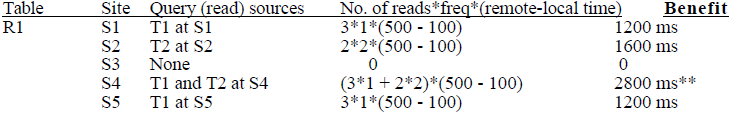 Table Site Query (read) sources No. of reads*freq*(remote-local time) Benefit
R1 S1 T1 at S1 3*1*(500 - 100) 1200 ms
S2 T2 at S2 2*2*(500 - 100) 1600 ms
S3 None 0 0
S4 T1 and T2 at S4 (3*1 + 2*2)*(500 - 100) 2800 ms**
S5 T1 at S5 3*1*(500 - 100) 1200 ms